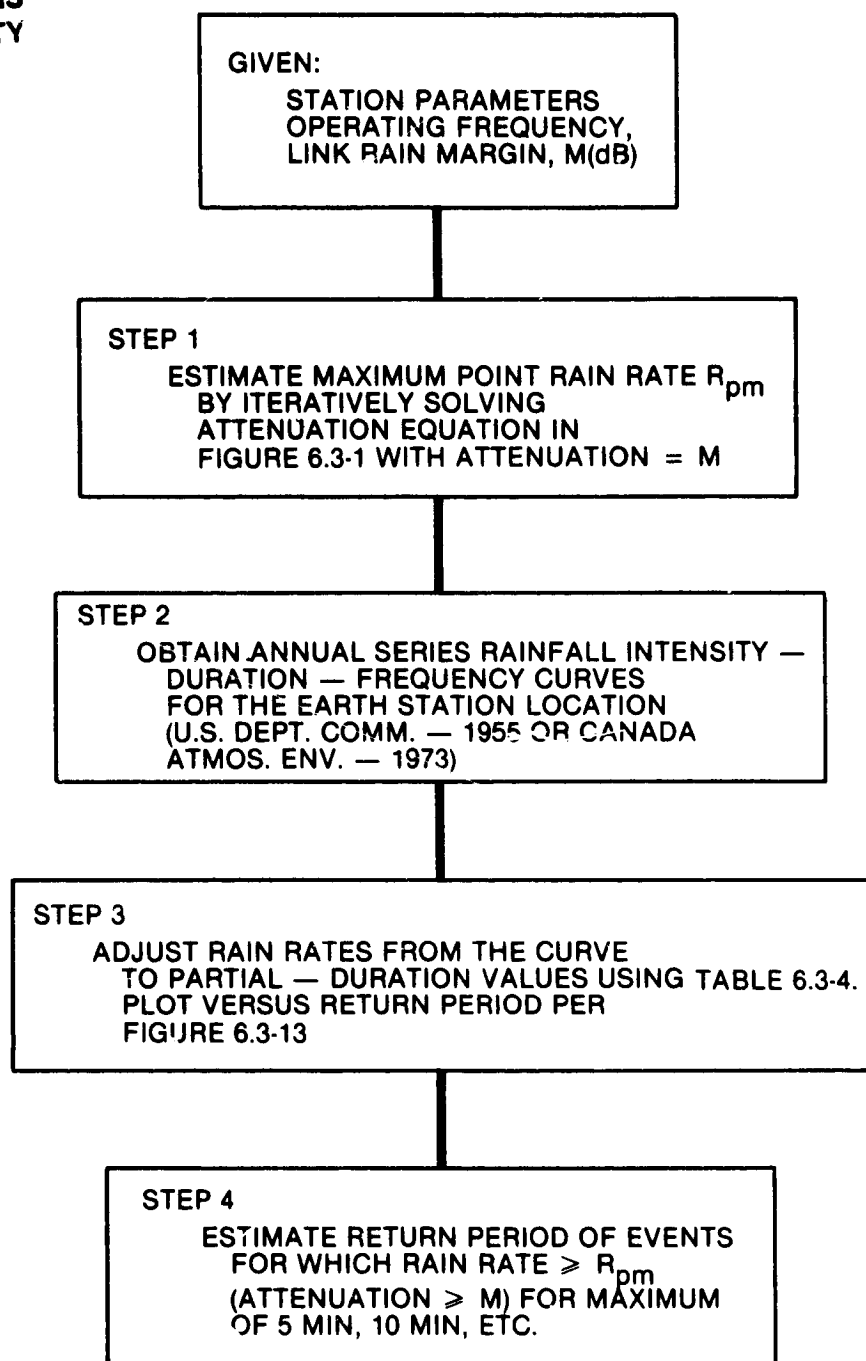 GIVEN:
STATION PARAMETERS
OPERATING FREQUENCY,
LINK RAIN MARGIN, M(dB)
STEP 1
ESTIMATE MAXIMUM POINT RAIN RATE Rpm
BY ITERATIVELY SOLVING
ATTENUATION EQUATION IN
FIGURE 6.3-1 WITH ATTENUATION = M
STEP 2
OBTAIN ANNUAL SERIES RAINFALL INTENSITY —
DURATION — FREQUENCY CURVES
FOR THE EARTH STATION LOCATION
(U.S. DEPT. COMM. — 1955 OR CANADA
ATMOS. ENV. — 1973)
STEP 3
ADJUST RAIN RATES FROM THE CURVE
TO PARTIAL — DURATION VALUES USING TABLE 6.3-4.
PLOT VERSUS RETURN PERIOD PER
FIGURE 6.3-13
STEP 4
ESTIMATE RETURN PERIOD OF EVENTS
FOR WHICH RAIN RATE ⩾ Rpm
(ATTENUATION ⩾ M) FOR MAXIMUM
OF 5 MIN, 10 MIN, ETC.